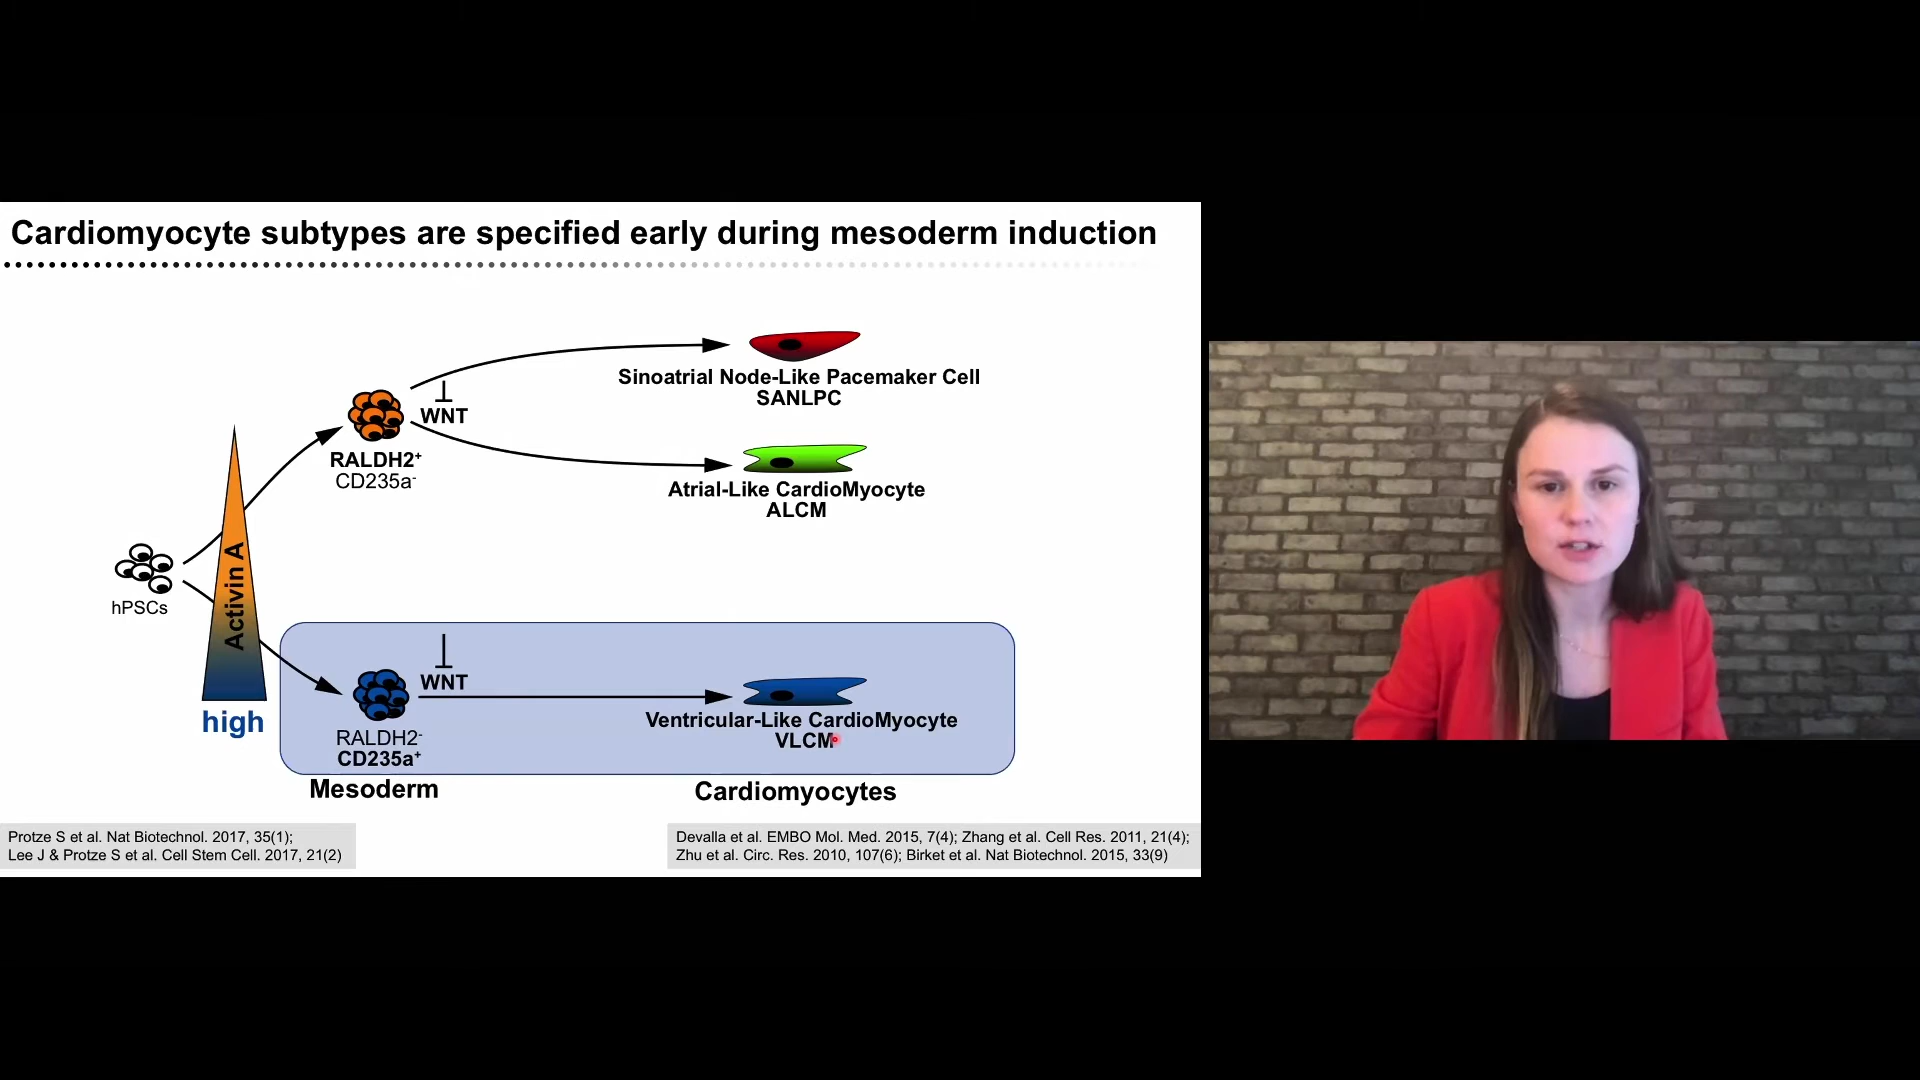 Cardiomyocyte subtypes are specified early during mesoderm induction
Sinoatrial Node-Like Pacemaker Cell
SANLPC
WNT
RALDH2+
CD235a-
Atrial-Like CardioMyocyte
ALCM
Activin A
hPSCs
high
WNT
RALDH2-
CD235a+
Ventricular-Like CardioMyocyte
VLCM
Mesoderm
Cardiomyocytes
Protze S et al. Nat Biotechnol. 2017, 35(1);
Lee J & Protze S et al. Cell Stem Cell. 2017, 21(2)
Devalla et al. EMBO Mol. Med. 2015, 7(4); Zhang et al. Cell Res. 2011, 21(4);
Zhu et al. Circ. Res. 2010, 107(6); Birket et al. Nat Biotechnol. 2015, 33(9)